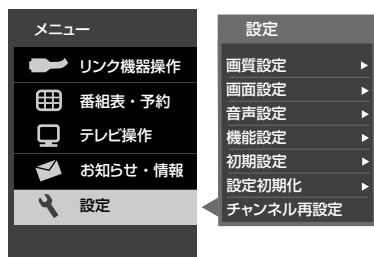 メニュー
リンク機器操作
番組表・予約
テレビ操作
お知らせ・情報
設定
設定
画質設定
画面設定
音声設定
機能設定
初期設定
設定初期化
チャンネル再設定